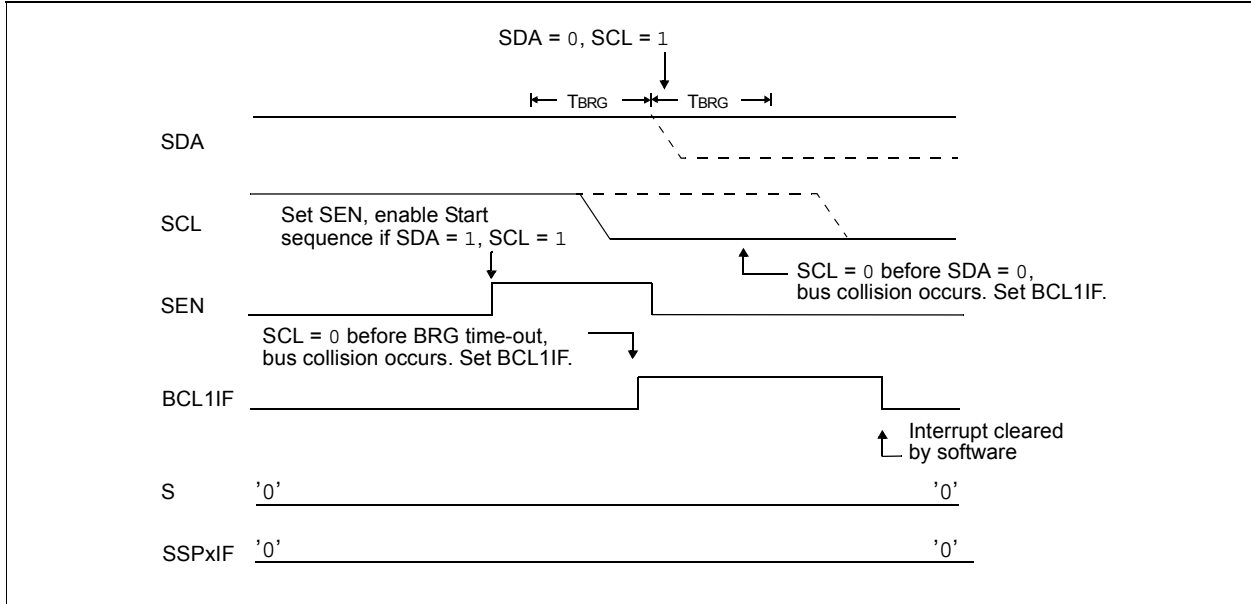 SDA = 0, SCL = 1
TBRG TBRG
SDA
SCL
Set SEN, enable Start
sequence if SDA = 1, SCL = 1
SCL = 0 before SDA = 0,
bus collision occurs. Set BCL1IF.
SEN
SCL = 0 before BRG time-out,
bus collision occurs. Set BCL1IF.
BCL1IF
Interrupt cleared
by software
S '0' '0'
SSPxIF '0' '0'